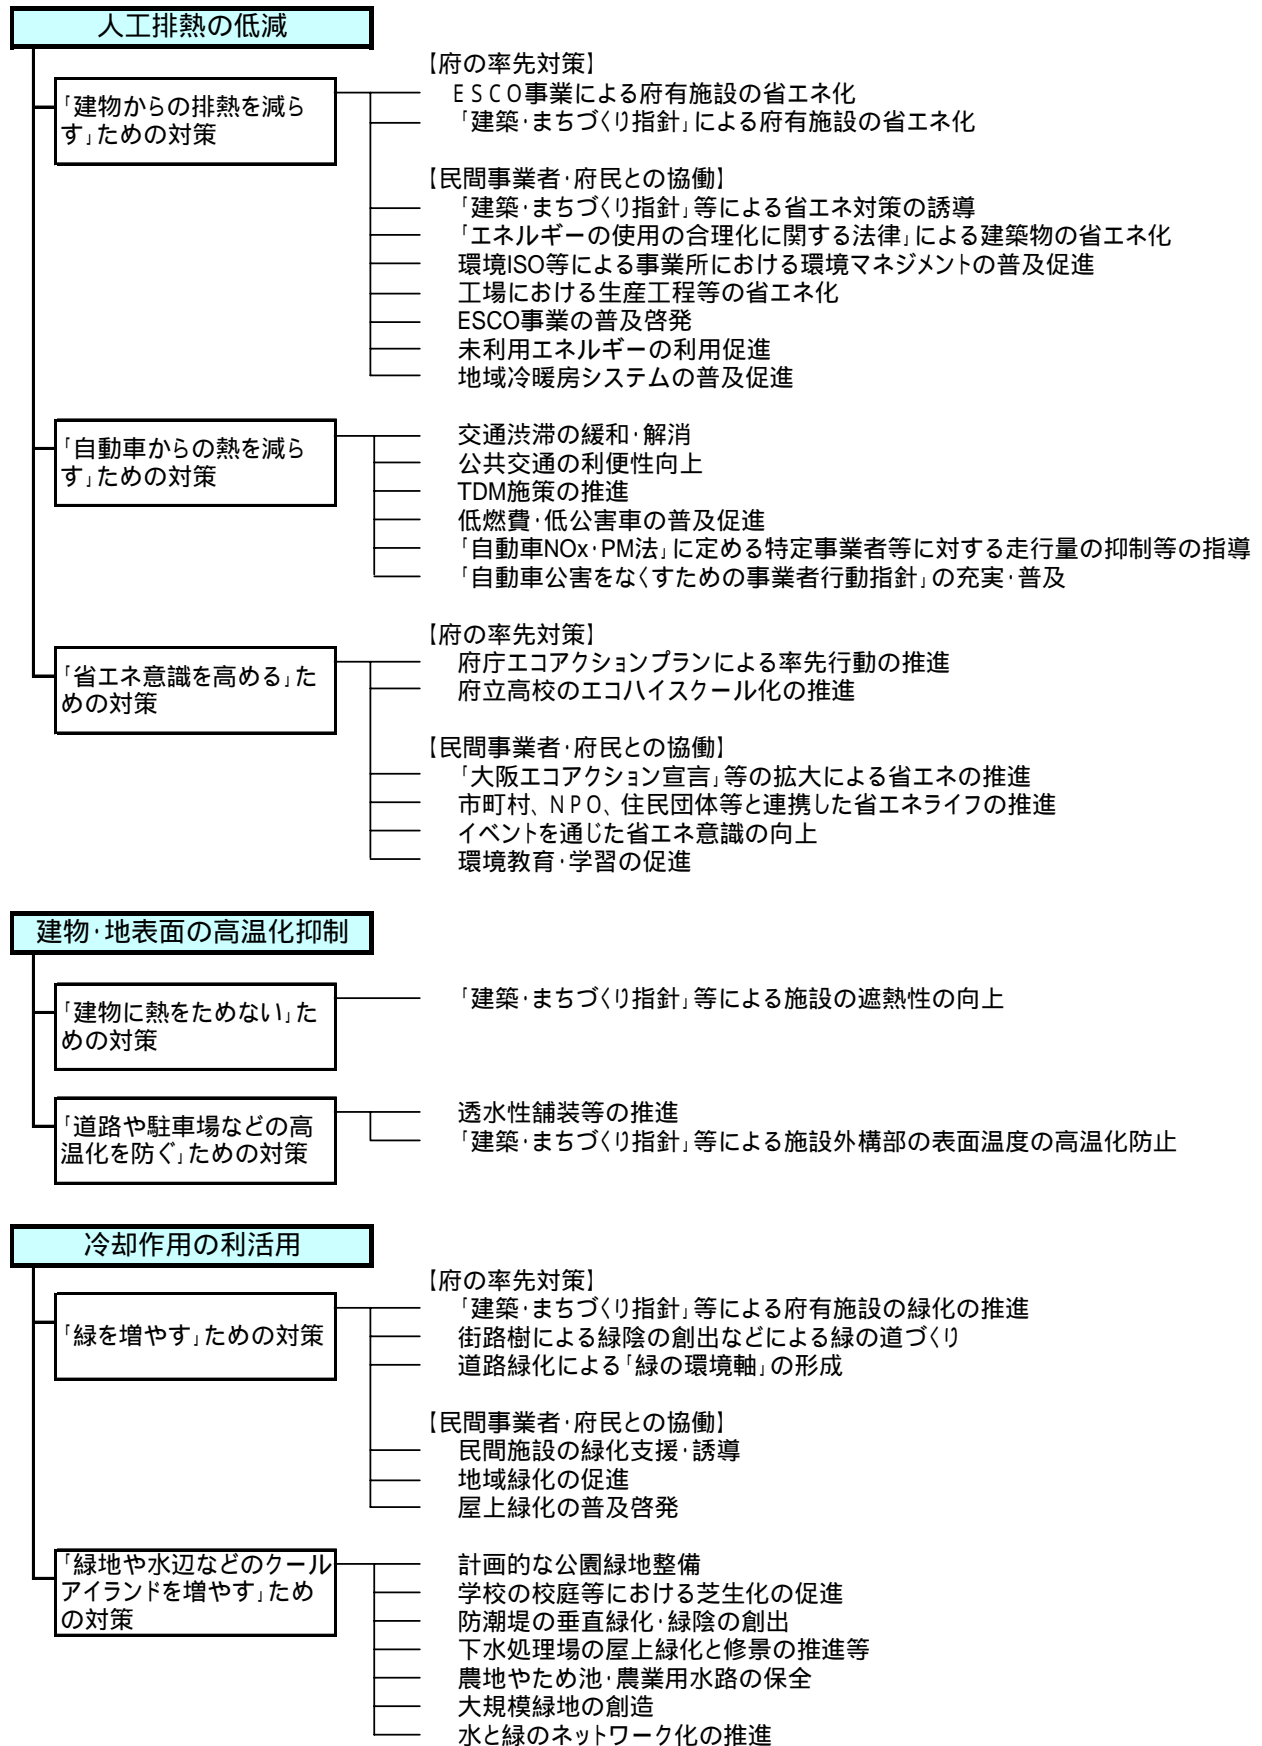 人工排熱の低減
【府の率先対策】
「建物からの排熱を減ら
す」ための対策
ESCO事業による府有施設の省エネ化
「建築・まちづくり指針」による府有施設の省エネ化
【民間事業者・府民との協働】
「建築・まちづくり指針」等による省エネ対策の誘導
「エネルギーの使用の合理化に関する法律」による建築物の省エネ化
環境ISO等による事業所における環境マネジメントの普及促進
工場における生産工程等の省エネ化
ESCO事業の普及啓発
未利用エネルギーの利用促進
地域冷暖房システムの普及促進
「自動車からの熱を減ら
す」ための対策
交通渋滞の緩和・解消
公共交通の利便性向上
TDM施策の推進
低燃費・低公害車の普及促進
「自動車NOx・PM法」に定める特定事業者等に対する走行量の抑制等の指導
「自動車公害をなくすための事業者行動指針」の充実・普及
【府の率先対策】
「省エネ意識を高める」た
めの対策
府庁エコアクションプランによる率先行動の推進
府立高校のエコハイスクール化の推進
【民間事業者・府民との協働】
「大阪エコアクション宣言」等の拡大による省エネの推進
市町村、NPO、住民団体等と連携した省エネライフの推進
イベントを通じた省エネ意識の向上
環境教育・学習の促進
建物・地表面の高温化抑制
「建物に熱をためない」た
めの対策
「建築・まちづくり指針」等による施設の遮熱性の向上
「道路や駐車場などの高
温化を防ぐ」ための対策
透水性舗装等の推進
「建築・まちづくり指針」等による施設外構部の表面温度の高温化防止
冷却作用の利活用
【府の率先対策】
「緑を増やす」ための対策
「建築・まちづくり指針」等による府有施設の緑化の推進
街路樹による緑陰の創出などによる緑の道づくり
道路緑化による「緑の環境軸」の形成
【民間事業者・府民との協働】
民間施設の緑化支援・誘導
地域緑化の促進
屋上緑化の普及啓発
「緑地や水辺などのクール
アイランドを増やす」ため
の対策
計画的な公園緑地整備
学校の校庭等における芝生化の促進
防潮堤の垂直緑化・緑陰の創出
下水処理場の屋上緑化と修景の推進等
農地やため池・農業用水路の保全
大規模緑地の創造
水と緑のネットワーク化の推進